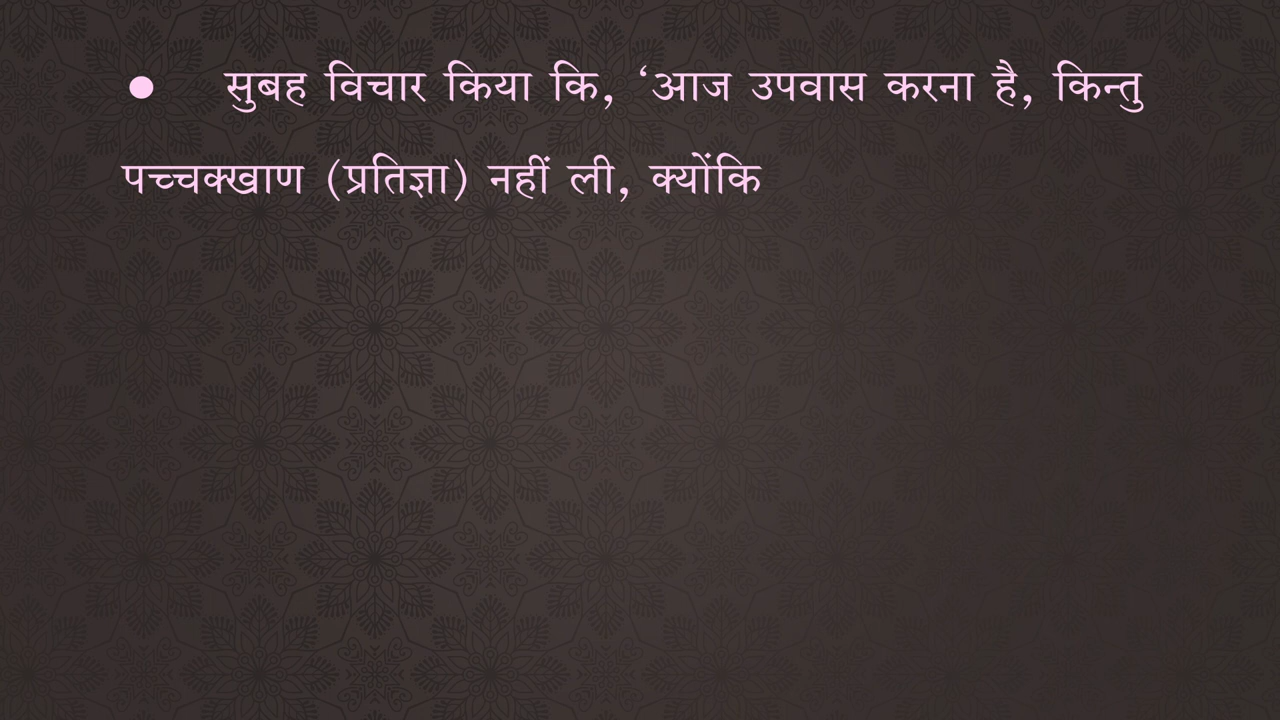 ● सुबह विचार किया कि, ‘आज उपवास करना है, किन्तु
पच्चक्खाण (प्रतिज्ञा) नहीं ली, क्योंकि